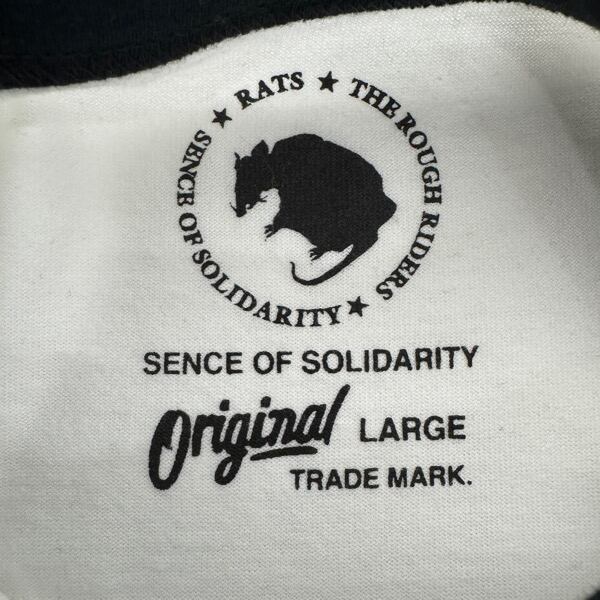 ★ RATS ★ THE ROUGH RIDERS ★ SENCE OF SOLIDARITY
SENCE OF SOLIDARITY
Original LARGE
TRADE MARK.